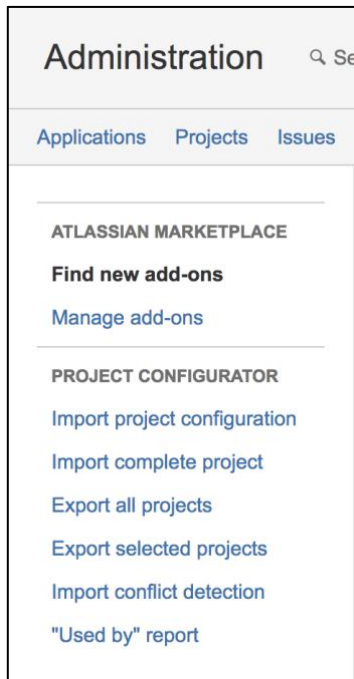 Administration
Applications Projects Issues
ATLASSIAN MARKETPLACE
Find new add-ons
Manage add-ons
PROJECT CONFIGURATOR
Import project configuration
Import complete project
Export all projects
Export selected projects
Import conflict detection
"Used by" report